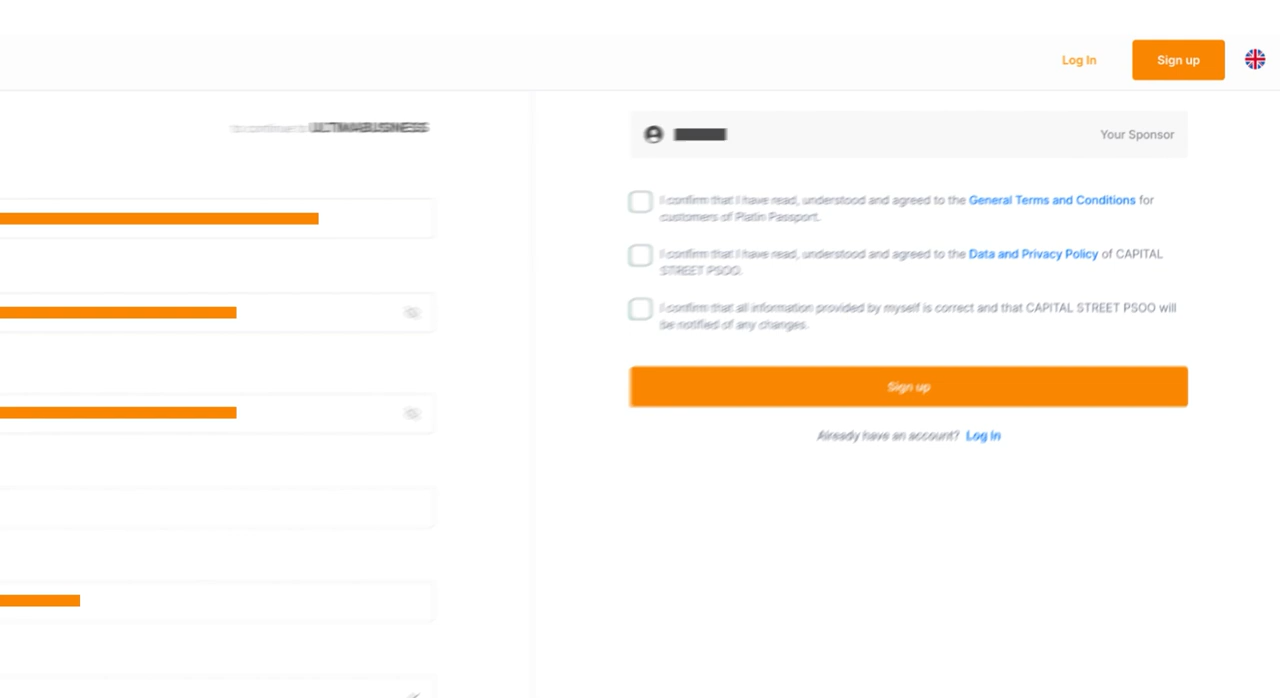 Log In
Sign up
to continue to
Your Sponsor
I confirm that I have read, understood and agreed to the General Terms and Conditions for
customers of Platin Passport.
I confirm that I have read, understood and agreed to the Data and Privacy Policy of CAPITAL
STREET PSOO.
I confirm that all information provided by myself is correct and that CAPITAL STREET PSOO will
be notified of any changes.
Sign up
Already have an account? Log In